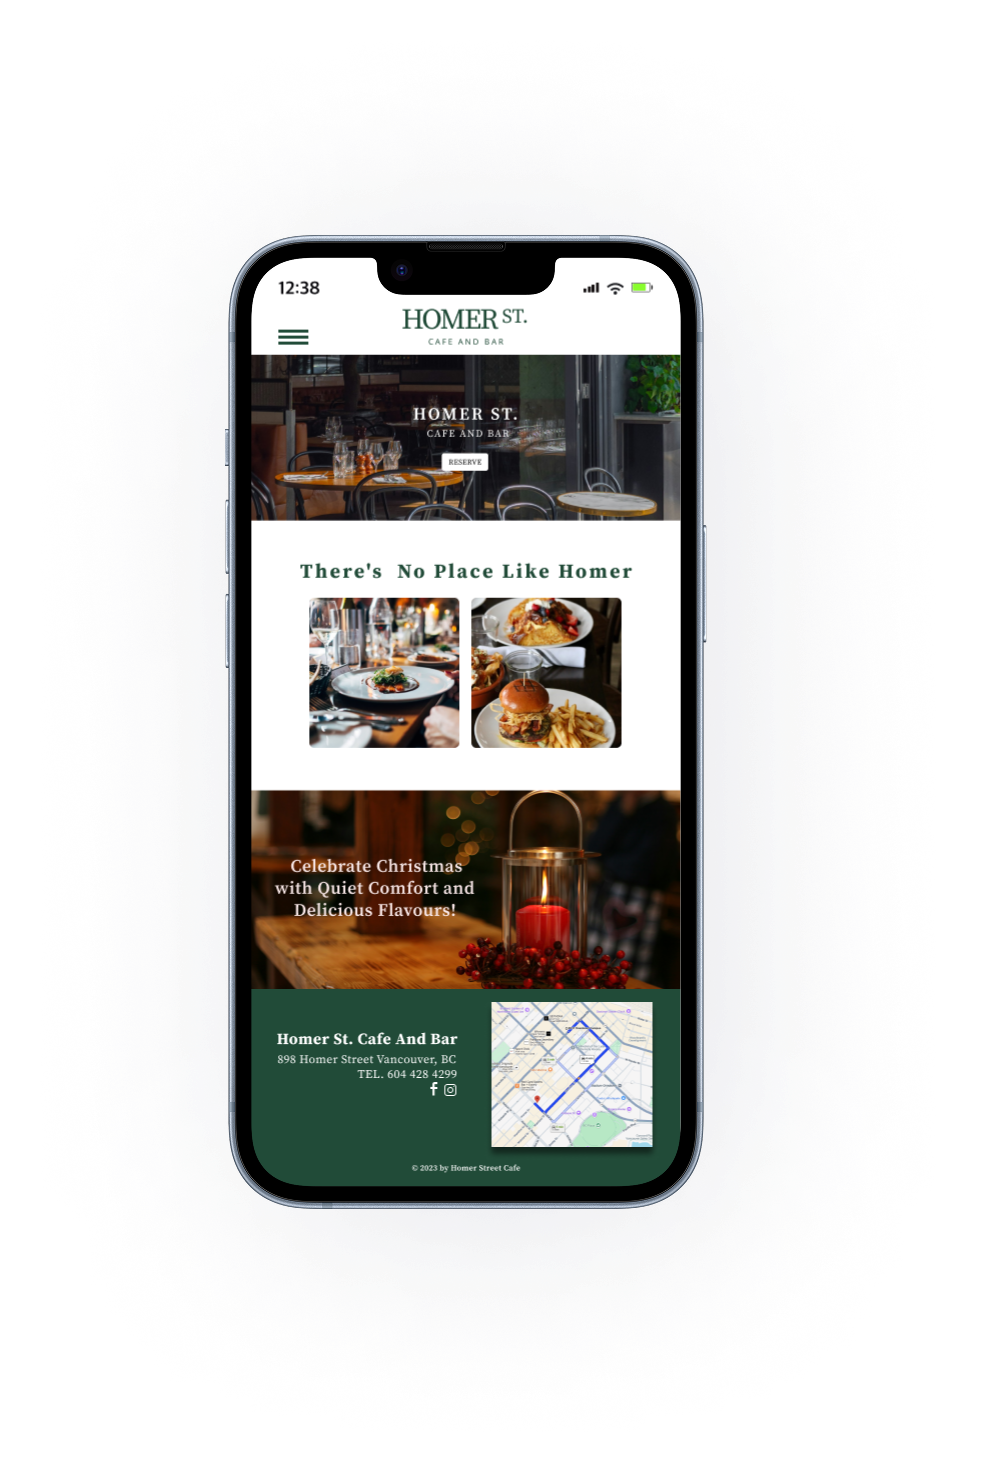 12:38
HOMER ST.
CAFE AND BAR
HOMER ST.
CAFE AND BAR
RESERVE
There's  No Place Like Homer
Celebrate Christmas
with Quiet Comfort and
Delicious Flavours!
Homer St. Cafe And Bar
898 Homer Street Vancouver, BC
TEL. 604 428 4299
© 2023 by Homer Street Cafe